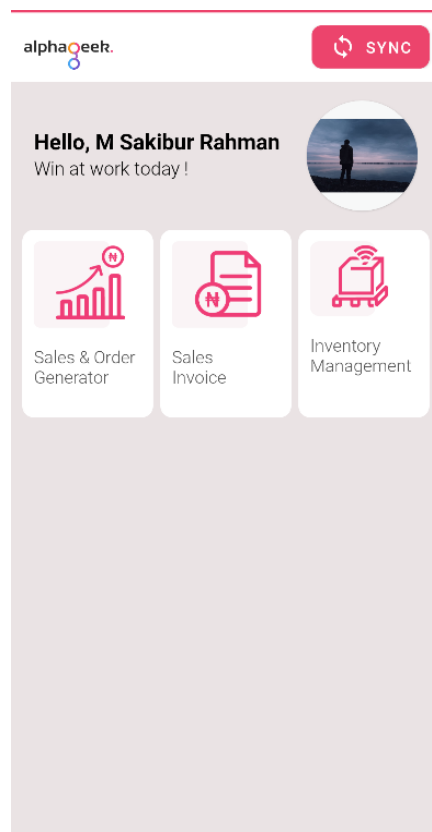 alphageek.
SYNC
Hello, M Sakibur Rahman
Win at work today !
₦
Sales & Order
Generator
₦
Sales
Invoice
Inventory
Management